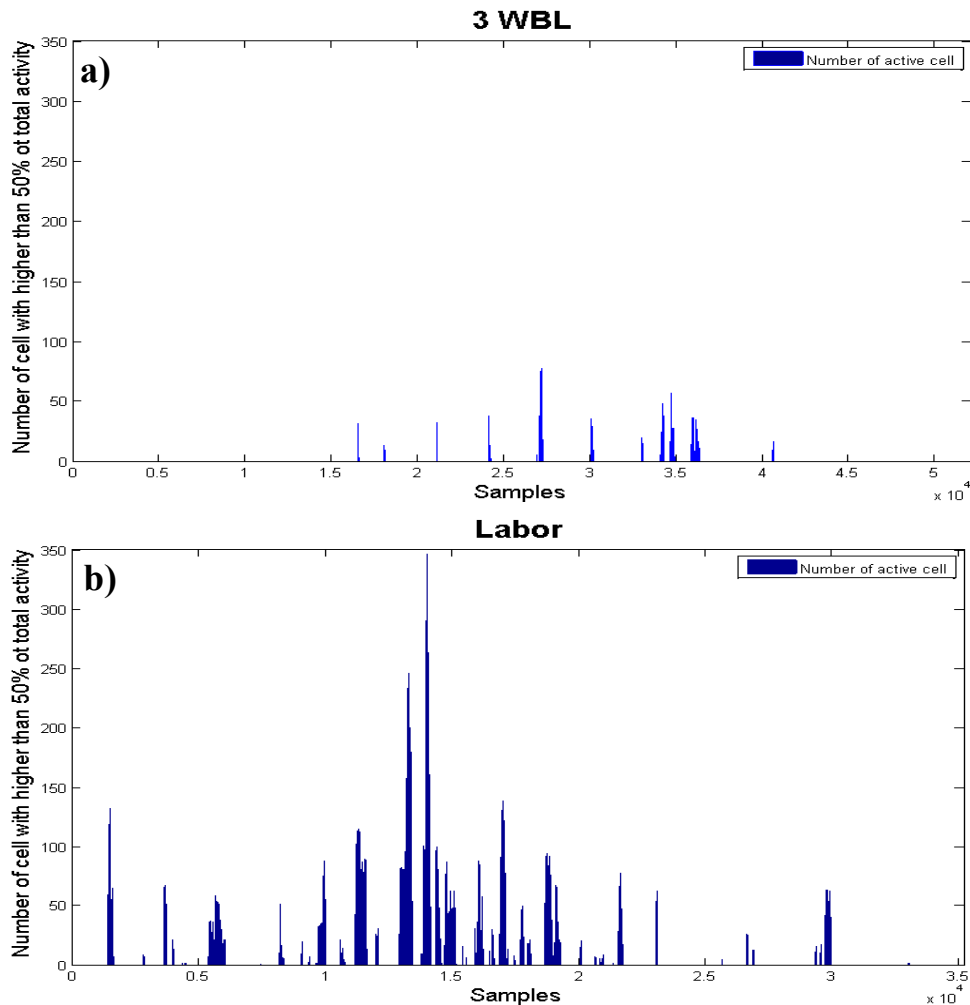 3 WBL
a)
Number of active cell
Number of cell with higher than 50% ot total activity
350
300
250
200
150
100
50
0
0 0.5 1 1.5 2 2.5 3 3.5 4 4.5 5
Samples
x 10⁴
Labor
b)
Number of active cell
Number of cell with higher than 50% ot total activity
350
300
250
200
150
100
50
0
0 0.5 1 1.5 2 2.5 3 3.5
Samples
x 10⁴